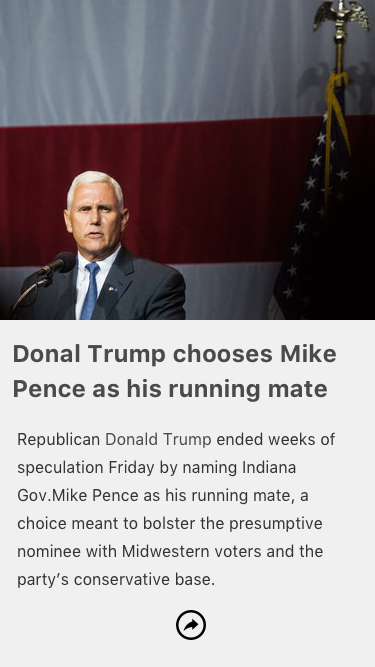 Donal Trump chooses Mike
Pence as his running mate
Republican Donald Trump ended weeks of
speculation Friday by naming Indiana
Gov.Mike Pence as his running mate, a
choice meant to bolster the presumptive
nominee with Midwestern voters and the
party’s conservative base.